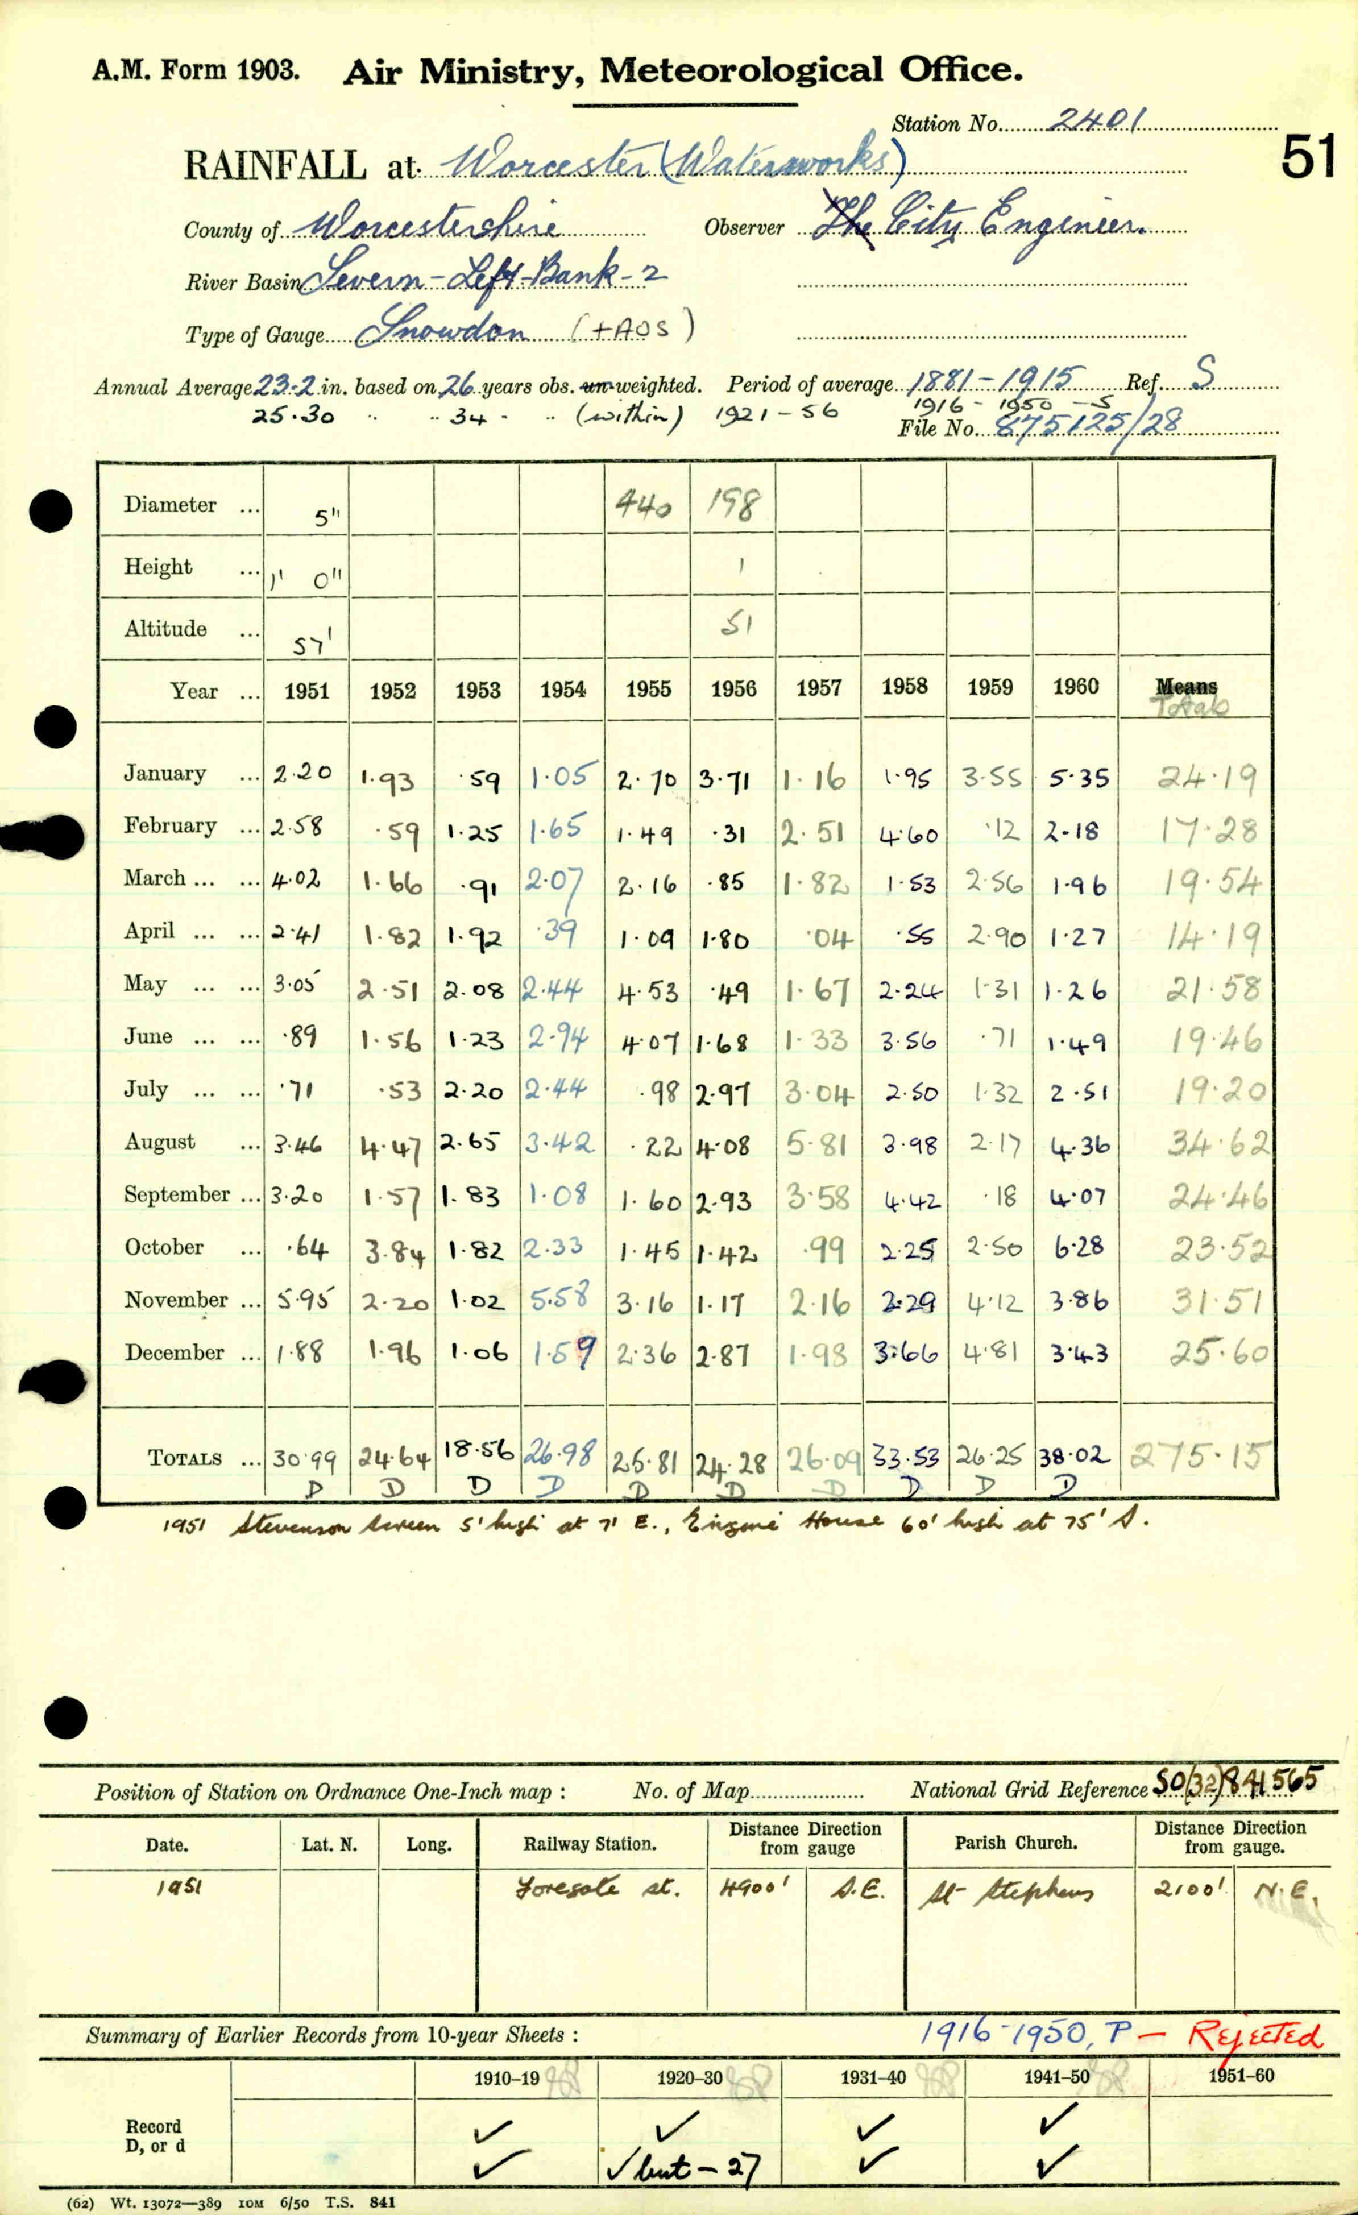 A.M. Form 1903. Air Ministry, Meteorological Office.
Station No. 2401
51
RAINFALL at Worcester (Waterworks)
County of Worcestershire Observer The City Engineer.
River Basin Severn - Left - Bank - 2
Type of Gauge Snowdon (+AOS)
Annual Average 23.2 in. based on 26 years obs. un-weighted. Period of average 1881-1915 Ref. S
25.30 " " 34 - " (within) 1921-56 1916-1950 -S
File No. 875125/28
Diameter ... 5" 440 198
Height ... 1' 0" 1
Altitude ... 57' 51
Year ... 1951 1952 1953 1954 1955 1956 1957 1958 1959 1960 Means
Totals
January ... 2.20 1.93 .59 1.05 2.70 3.71 1.16 1.95 3.55 5.35 24.19
February ... 2.58 .59 1.25 1.65 1.49 .31 2.51 4.60 .12 2.18 17.28
March ... ... 4.02 1.66 .91 2.07 2.16 .85 1.82 1.53 2.56 1.96 19.54
April ... ... 2.41 1.82 1.92 .39 1.09 1.80 .04 .55 2.90 1.27 14.19
May ... ... 3.05 2.51 2.08 2.44 4.53 .49 1.67 2.24 1.31 1.26 21.58
June ... ... .89 1.56 1.23 2.94 4.07 1.68 1.33 3.56 .71 1.49 19.46
July ... ... .71 .53 2.20 2.44 .98 2.97 3.04 2.50 1.32 2.51 19.20
August ... 3.46 4.47 2.65 3.42 .22 4.08 5.81 3.98 2.17 4.36 34.62
September ... 3.20 1.57 1.83 1.08 1.60 2.93 3.58 4.42 .18 4.07 24.46
October ... .64 3.84 1.82 2.33 1.45 1.42 .99 2.25 2.50 6.28 23.52
November ... 5.95 2.20 1.02 5.58 3.16 1.17 2.16 2.29 4.12 3.86 31.51
December ... 1.88 1.96 1.06 1.59 2.36 2.87 1.98 3.66 4.81 3.43 25.60
TOTALS ... 30.99 24.64 18.56 26.98 25.81 24.28 26.09 33.53 26.25 38.02 275.15
D D D D D D D D D D
1951 Stevenson screen 5' high at 7' E., Engine House 60' high at 75' S.
Position of Station on Ordnance One-Inch map : No. of Map National Grid Reference SO(32)841565
Date. Lat. N. Long. Railway Station. Distance Direction from gauge Parish Church. Distance Direction from gauge.
1951 Foregate st. 4900' S.E. St Stephens 2100' N.E.
Summary of Earlier Records from 10-year Sheets : 1916-1950, P - Rejected
1910-19 1920-30 1931-40 1941-50 1951-60
Record ✓ ✓ ✓ ✓
D, or d ✓ ✓ but - 27 ✓ ✓
(62) Wt. 13072—389 10M 6/50 T.S. 841